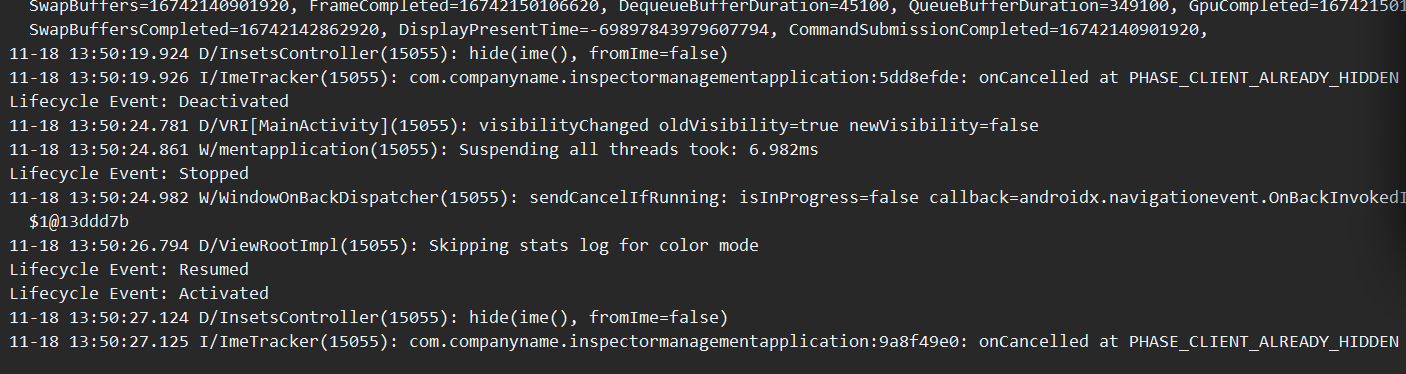 SwapBuffers=16742140901920, FrameCompleted=16742150106620, DequeueBufferDuration=45100, QueueBufferDuration=349100, GpuCompleted=167421501
SwapBuffersCompleted=16742142862920, DisplayPresentTime=-69897843979607794, CommandSubmissionCompleted=16742140901920,
11-18 13:50:19.924 D/InsetsController(15055): hide(ime(), fromIme=false)
11-18 13:50:19.926 I/ImeTracker(15055): com.companyname.inspectormanagementapplication:5dd8efde: onCancelled at PHASE_CLIENT_ALREADY_HIDDEN
Lifecycle Event: Deactivated
11-18 13:50:24.781 D/VRI[MainActivity](15055): visibilityChanged oldVisibility=true newVisibility=false
11-18 13:50:24.861 W/mentapplication(15055): Suspending all threads took: 6.982ms
Lifecycle Event: Stopped
11-18 13:50:24.982 W/WindowOnBackDispatcher(15055): sendCancelIfRunning: isInProgress=false callback=androidx.navigationevent.OnBackInvokedI
$1@13ddd7b
11-18 13:50:26.794 D/ViewRootImpl(15055): Skipping stats log for color mode
Lifecycle Event: Resumed
Lifecycle Event: Activated
11-18 13:50:27.124 D/InsetsController(15055): hide(ime(), fromIme=false)
11-18 13:50:27.125 I/ImeTracker(15055): com.companyname.inspectormanagementapplication:9a8f49e0: onCancelled at PHASE_CLIENT_ALREADY_HIDDEN